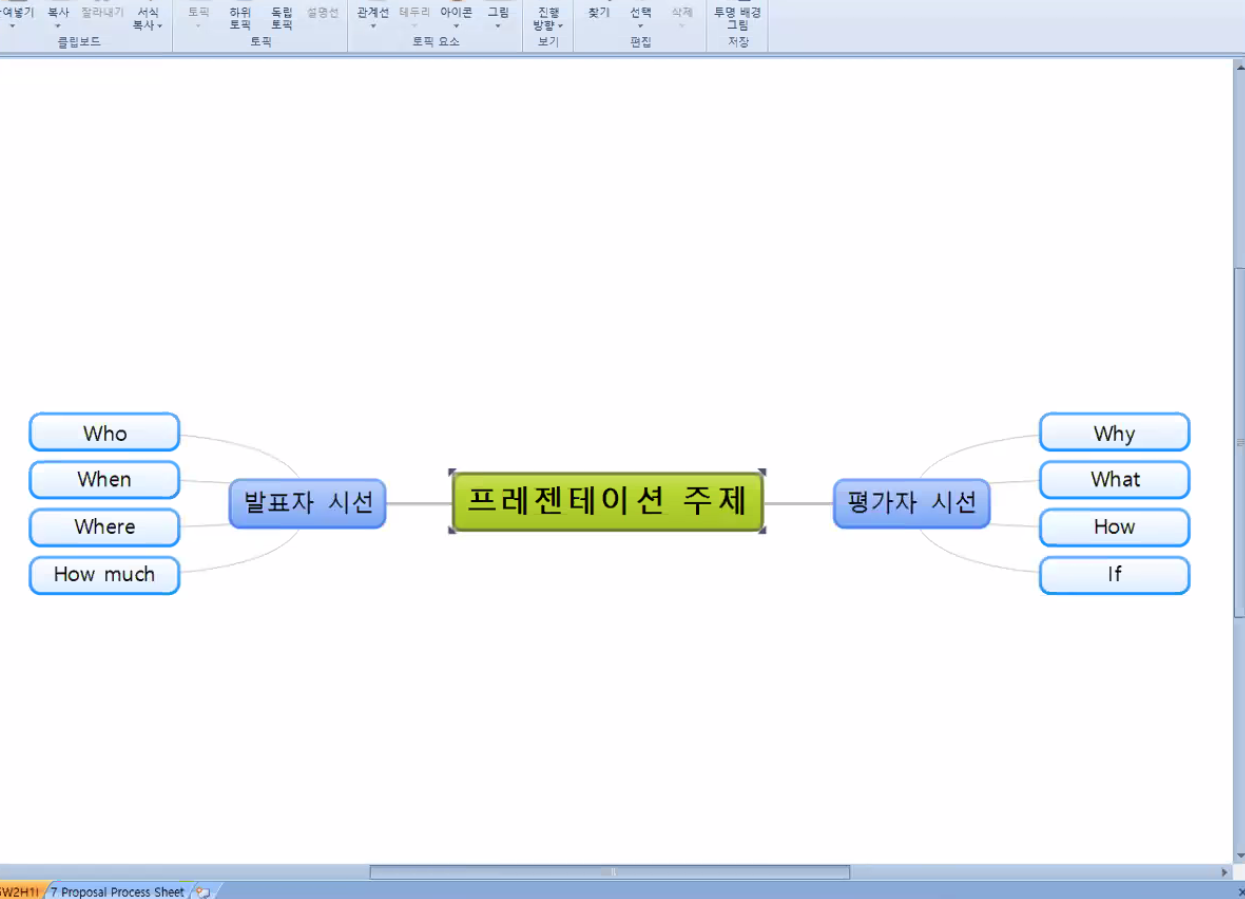 여넣기 복사 잘라내기 서식
복사
클립보드
토픽 하위
토픽 독립
토픽 설명선
토픽
관계선 테두리 아이콘 그림
토픽 요소
진행
방향
보기
찾기 선택 삭제
편집
투명 배경
그림
저장
Who
When
Where
How much
발표자 시선
프레젠테이션 주제
평가자 시선
Why
What
How
If
5W2H1I 7 Proposal Process Sheet